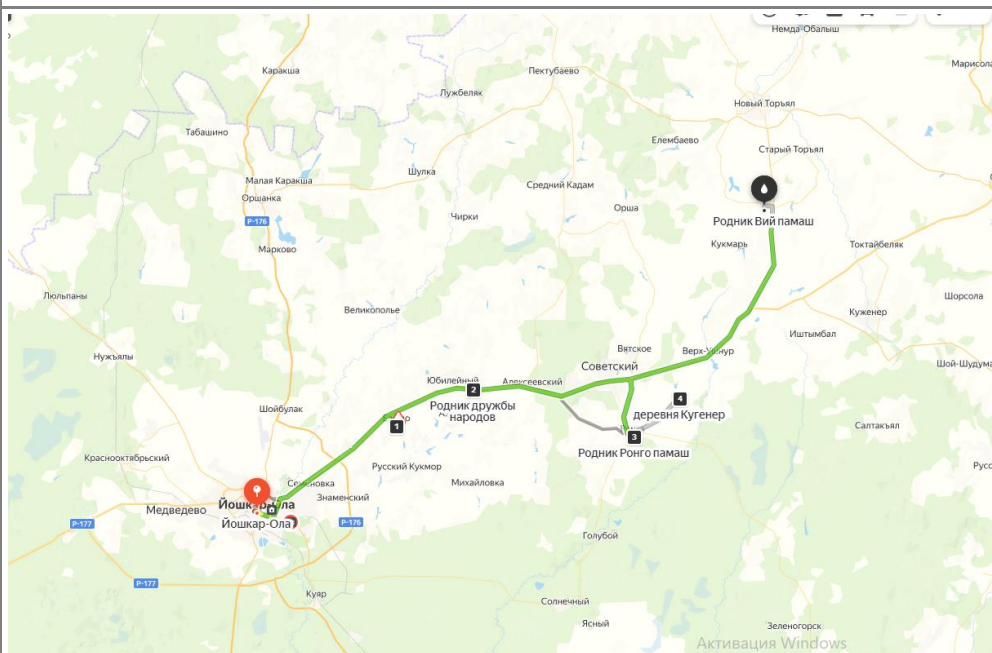 Немда-Обалыш
Каракша
Пектубаево
Лужбеляк
Новый Торъял
Табашино
Елембаево
Старый Торъял
Шулка
Малая Каракша
Средний Кадам
Оршанка
Орша
Чирки
Р-176
Родник Вий памаш
Марково
Кукмарь
Токтайбеляк
Люльпаны
Шорсола
Великополье
Куженер
Иштымбал
Нужъялы
Вятское
Верх-Ушнур
Советский
Шой-Шудума
Юбилейный
Алексеевский
2
4
Шойбулак
Родник дружбы
народов
деревня Кугенер
1
Салтакъял
3
Родник Ронго памаш
Краснооктябрьский
Русский Кукмор
Семёновка
Михайловка
Знаменский
Йошкар-Ола
Медведево
Йошкар-Ола
Р-177
Р-176
Голубой
Р-177
Куяр
Солнечный
Ясный
Зеленогорск
Активация Windows